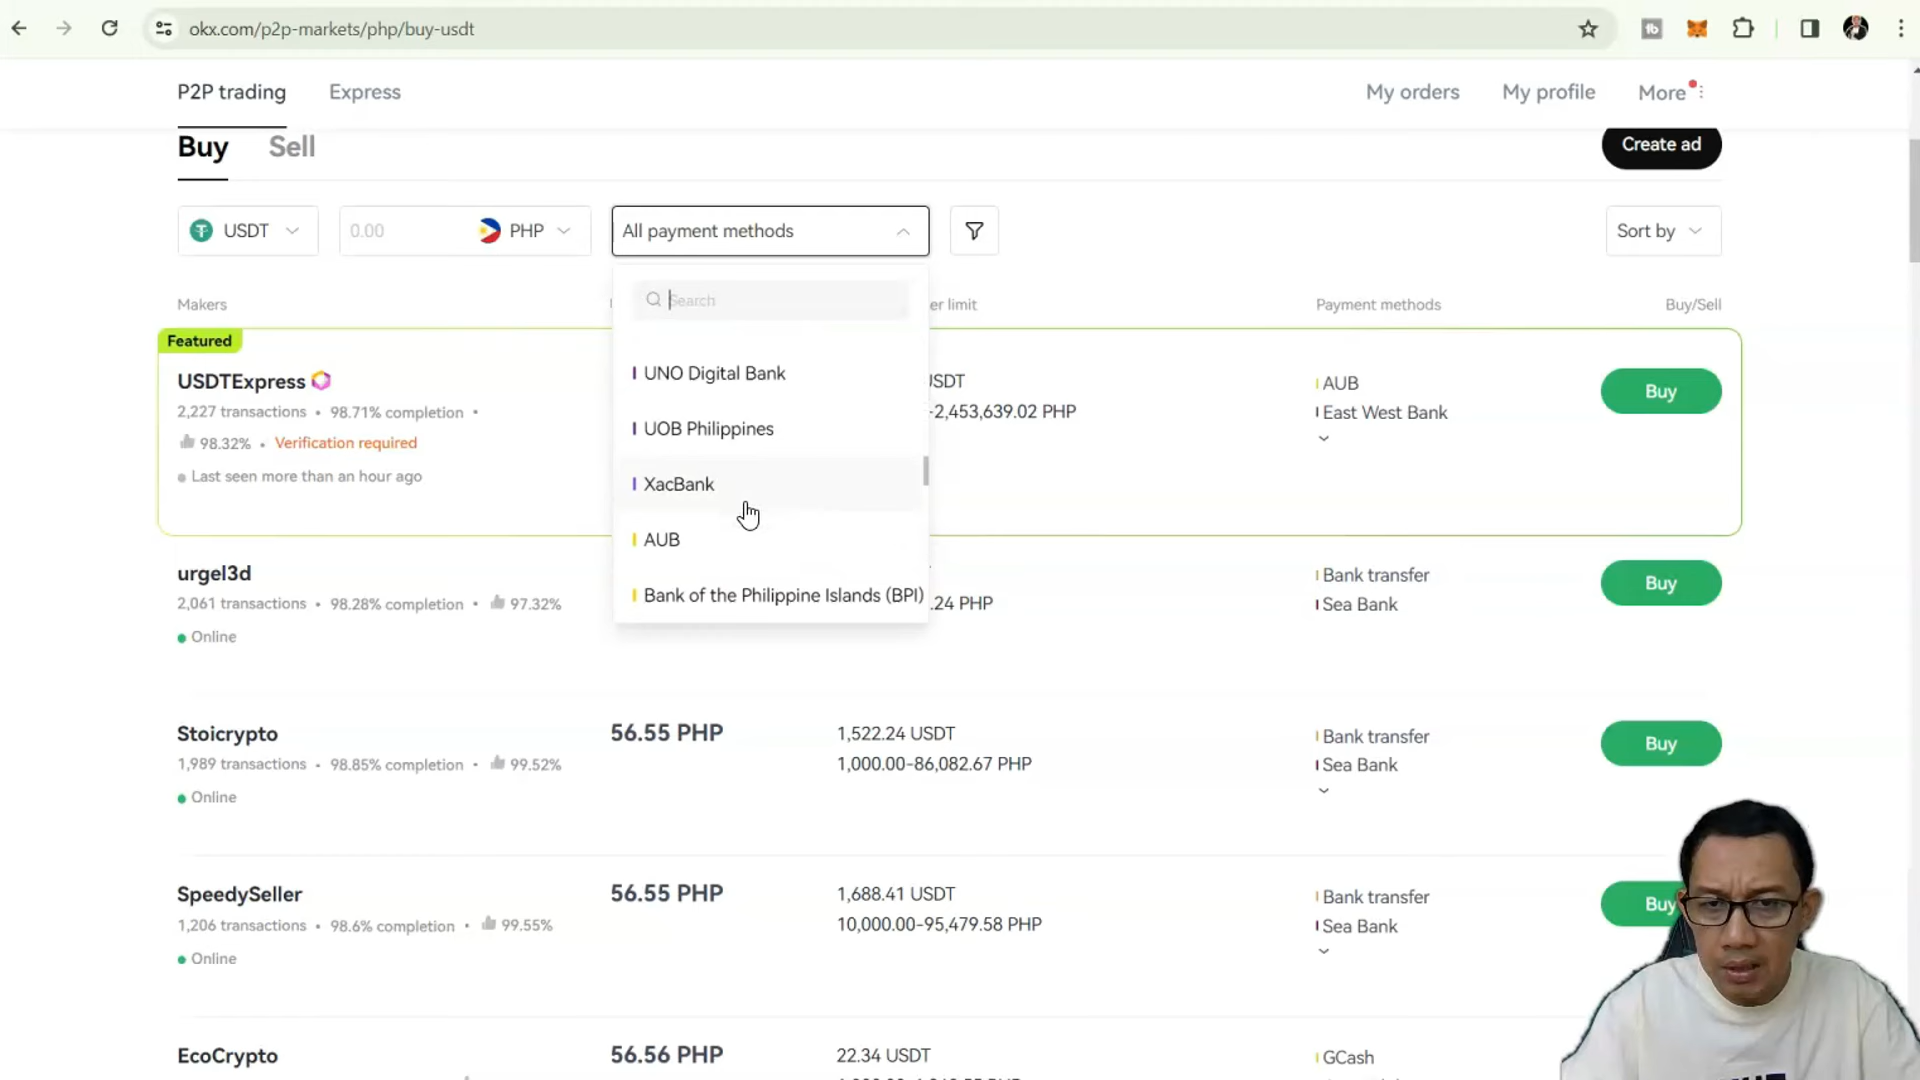 okx.com/p2p-markets/php/buy-usdt
P2P trading Express My orders My profile More
Buy Sell Create ad
USDT 0.00 PHP All payment methods Sort by
Search
Makers er limit Payment methods Buy/Sell
Featured
USDTExpress
2,227 transactions • 98.71% completion •
98.32% • Verification required
Last seen more than an hour ago
UNO Digital Bank
UOB Philippines
XacBank
AUB
Bank of the Philippine Islands (BPI)
USDT
-2,453,639.02 PHP
AUB
East West Bank
Buy
urgel3d
2,061 transactions • 98.28% completion • 97.32%
Online
.24 PHP
Bank transfer
Sea Bank
Buy
Stoicrypto
1,989 transactions • 98.85% completion • 99.52%
Online
56.55 PHP
1,522.24 USDT
1,000.00-86,082.67 PHP
Bank transfer
Sea Bank
Buy
SpeedySeller
1,206 transactions • 98.6% completion • 99.55%
Online
56.55 PHP
1,688.41 USDT
10,000.00-95,479.58 PHP
Bank transfer
Sea Bank
Buy
EcoCrypto
56.56 PHP
22.34 USDT
GCash